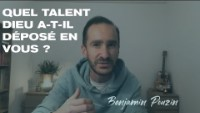 QUEL TALENT
DIEU A-T-IL
DÉPOSÉ EN
VOUS ?
Benjamin Pouzin